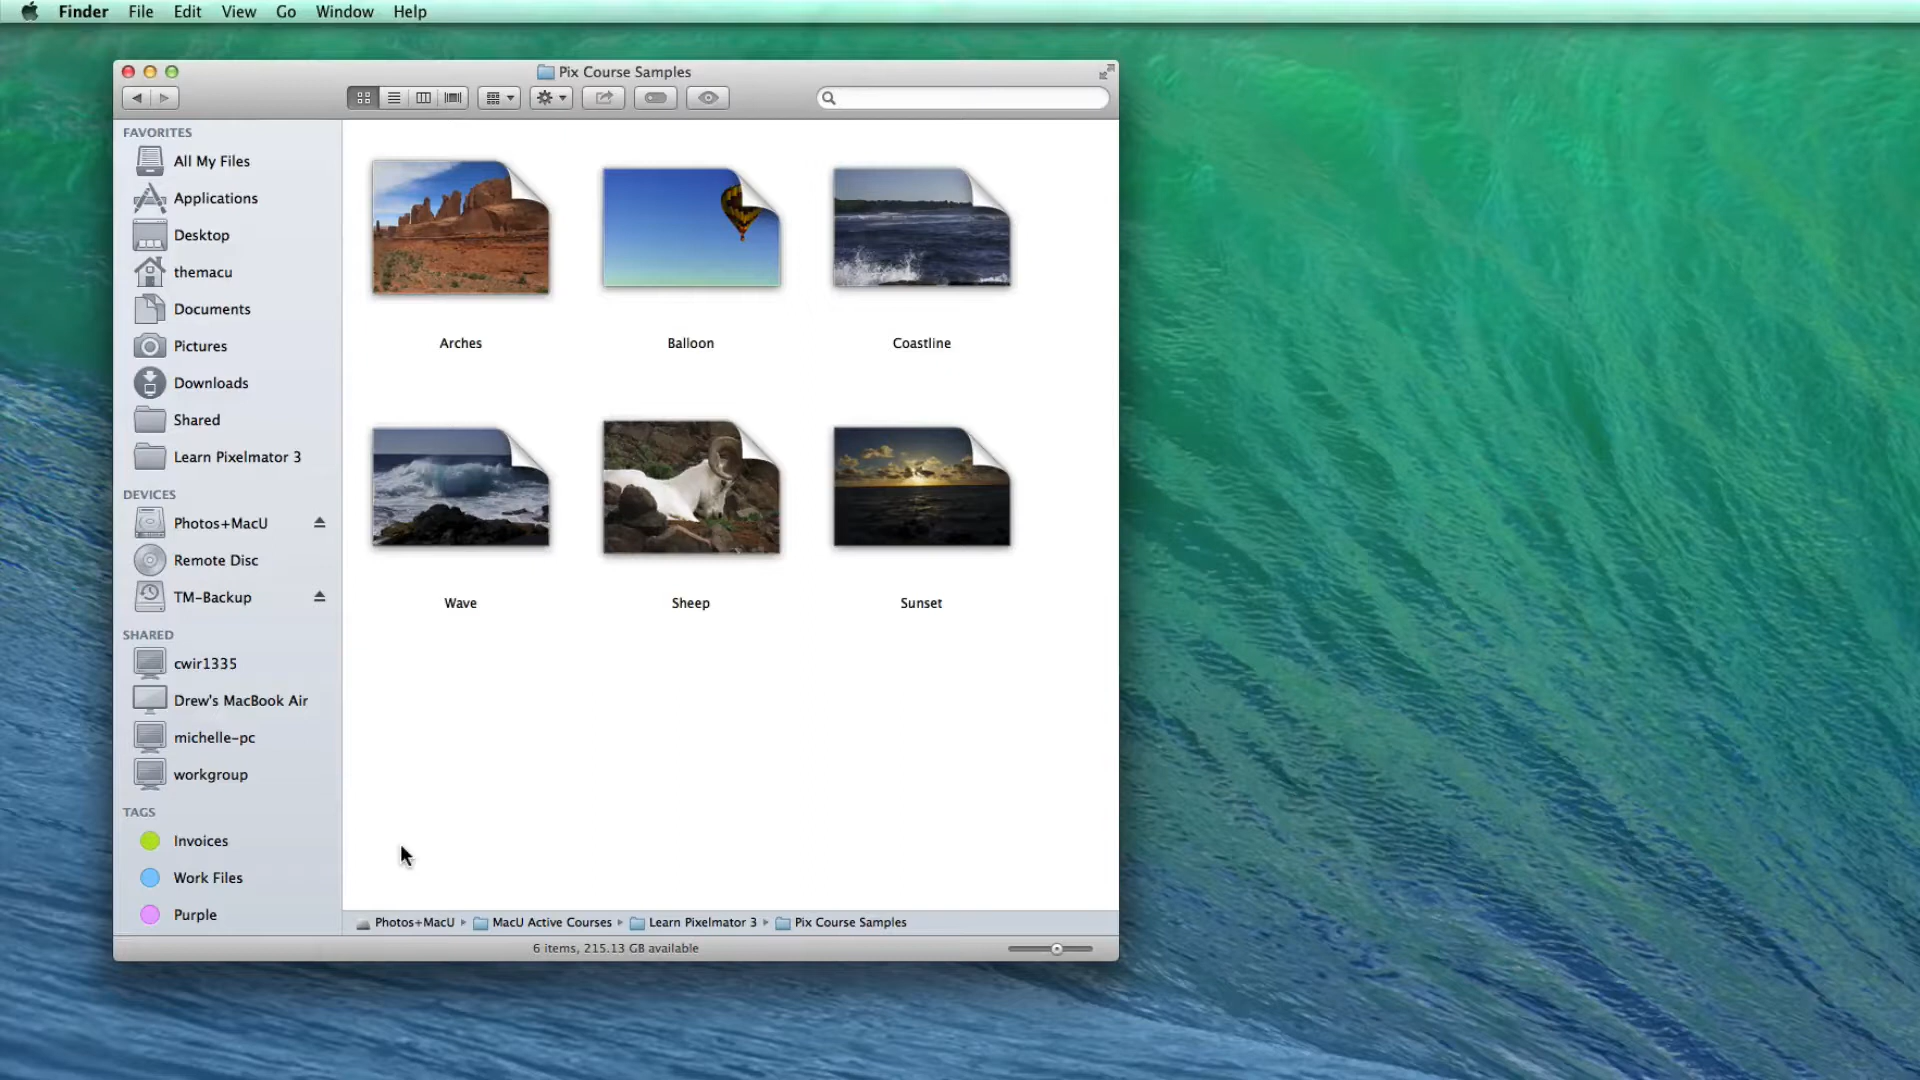 Finder File Edit View Go Window Help
Pix Course Samples
FAVORITES
All My Files
Applications
Desktop
themacu
Documents
Pictures
Downloads
Shared
Learn Pixelmator 3
DEVICES
Photos+MacU
Remote Disc
TM-Backup
SHARED
cwir1335
Drew's MacBook Air
michelle-pc
workgroup
TAGS
Invoices
Work Files
Purple
Arches Balloon Coastline
Wave Sheep Sunset
Photos+MacU MacU Active Courses Learn Pixelmator 3 Pix Course Samples
6 items, 215.13 GB available